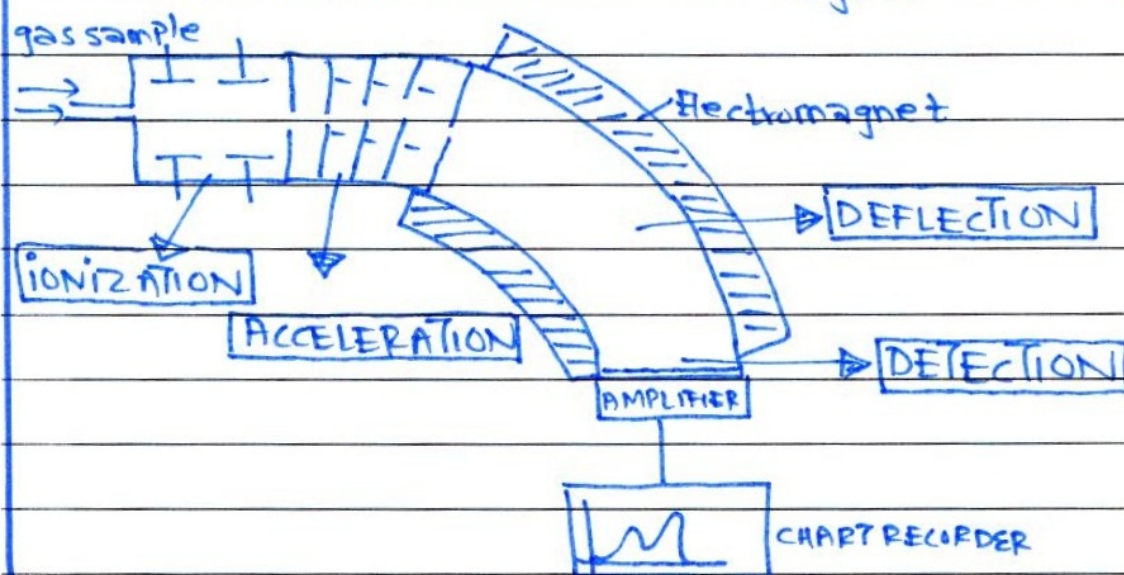 gas sample
Electromagnet
DEFLECTION
iONiZATION
ACCELERATION
DETECTION
AMPLIFIER
CHART RECORDER